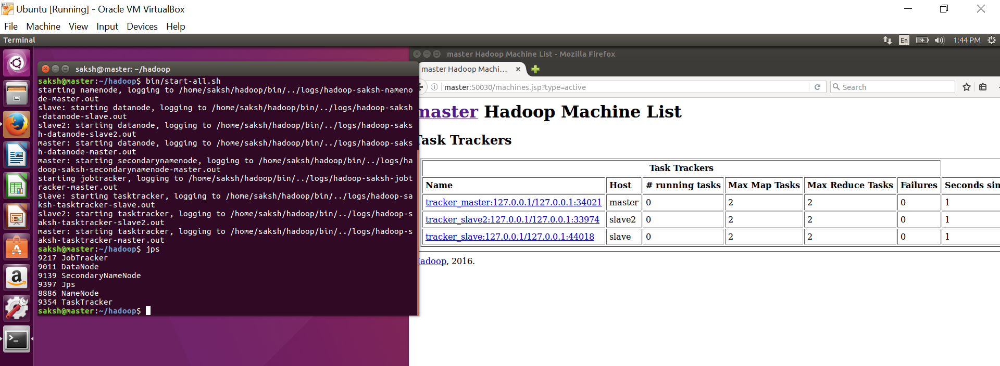 Ubuntu [Running] - Oracle VM VirtualBox
File Machine View Input Devices Help
Terminal
En 1:44 PM
saksh@master: ~/hadoop
saksh@master:~/hadoop$ bin/start-all.sh
starting namenode, logging to /home/saksh/hadoop/bin/../logs/hadoop-saksh-nameno
de-master.out
slave: starting datanode, logging to /home/saksh/hadoop/bin/../logs/hadoop-saksh
-datanode-slave.out
slave2: starting datanode, logging to /home/saksh/hadoop/bin/../logs/hadoop-saks
h-datanode-slave2.out
master: starting datanode, logging to /home/saksh/hadoop/bin/../logs/hadoop-saks
h-datanode-master.out
master: starting secondarynamenode, logging to /home/saksh/hadoop/bin/../logs/ha
doop-saksh-secondarynamenode-master.out
starting jobtracker, logging to /home/saksh/hadoop/bin/../logs/hadoop-saksh-jobt
racker-master.out
slave: starting tasktracker, logging to /home/saksh/hadoop/bin/../logs/hadoop-sa
ksh-tasktracker-slave.out
slave2: starting tasktracker, logging to /home/saksh/hadoop/bin/../logs/hadoop-s
aksh-tasktracker-slave2.out
master: starting tasktracker, logging to /home/saksh/hadoop/bin/../logs/hadoop-s
aksh-tasktracker-master.out
saksh@master:~/hadoop$ jps
9217 JobTracker
9011 DataNode
9139 SecondaryNameNode
9397 Jps
8886 NameNode
9354 TaskTracker
saksh@master:~/hadoop$
master Hadoop Machine List - Mozilla Firefox
master Hadoop Machi...
master:50030/machines.jsp?type=active Search
master Hadoop Machine List
Task Trackers
Task Trackers
Name Host # running tasks Max Map Tasks Max Reduce Tasks Failures Seconds sin
tracker_master:127.0.0.1/127.0.0.1:34021 master 0 2 2 0 1
tracker_slave2:127.0.0.1/127.0.0.1:33974 slave2 0 2 2 0 1
tracker_slave:127.0.0.1/127.0.0.1:44018 slave 0 2 2 0 1
Hadoop, 2016.